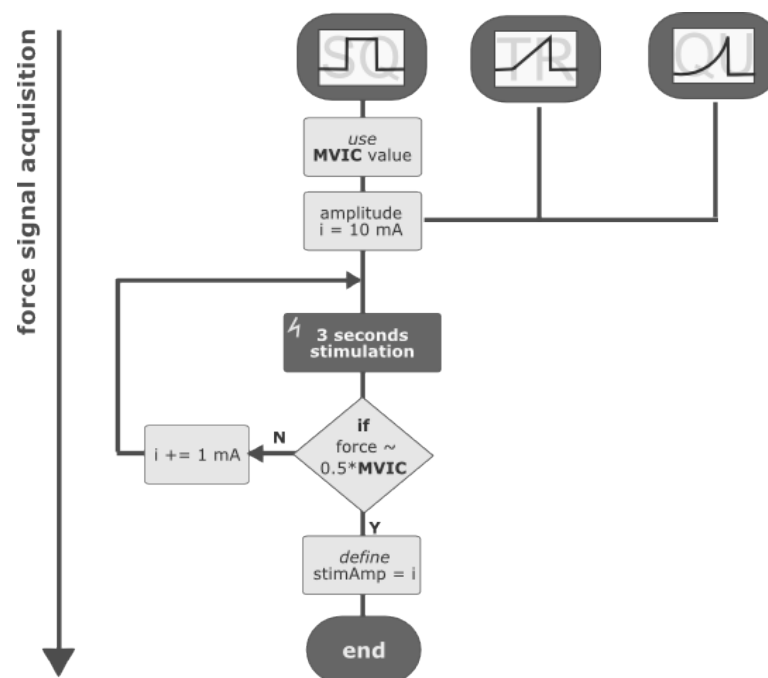 force signal acquisition
SQ
TR
QU
use
MVIC value
amplitude
i = 10 mA
3 seconds
stimulation
if
force ~
0.5*MVIC
N
i += 1 mA
Y
define
stimAmp = i
end